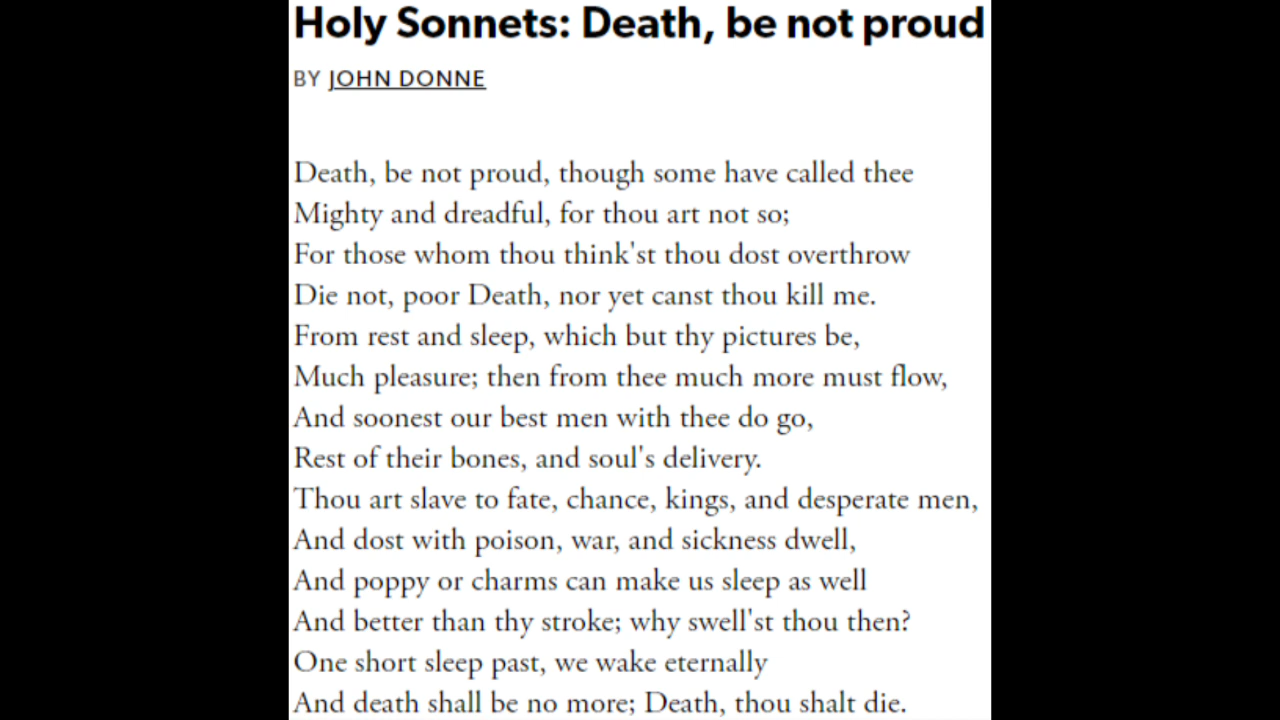 Holy Sonnets: Death, be not proud
BY JOHN DONNE
Death, be not proud, though some have called thee
Mighty and dreadful, for thou art not so;
For those whom thou think'st thou dost overthrow
Die not, poor Death, nor yet canst thou kill me.
From rest and sleep, which but thy pictures be,
Much pleasure; then from thee much more must flow,
And soonest our best men with thee do go,
Rest of their bones, and soul's delivery.
Thou art slave to fate, chance, kings, and desperate men,
And dost with poison, war, and sickness dwell,
And poppy or charms can make us sleep as well
And better than thy stroke; why swell'st thou then?
One short sleep past, we wake eternally
And death shall be no more; Death, thou shalt die.